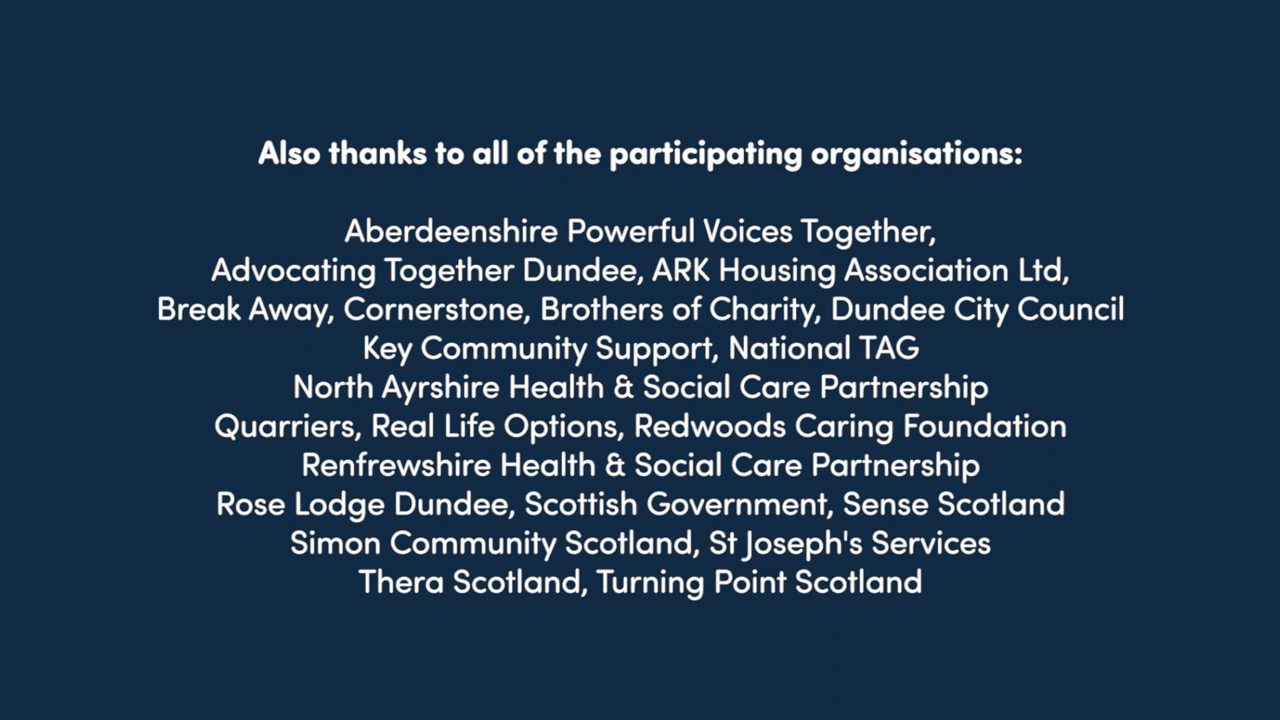 Also thanks to all of the participating organisations:
Aberdeenshire Powerful Voices Together,
Advocating Together Dundee, ARK Housing Association Ltd,
Break Away, Cornerstone, Brothers of Charity, Dundee City Council
Key Community Support, National TAG
North Ayrshire Health & Social Care Partnership
Quarriers, Real Life Options, Redwoods Caring Foundation
Renfrewshire Health & Social Care Partnership
Rose Lodge Dundee, Scottish Government, Sense Scotland
Simon Community Scotland, St Joseph's Services
Thera Scotland, Turning Point Scotland